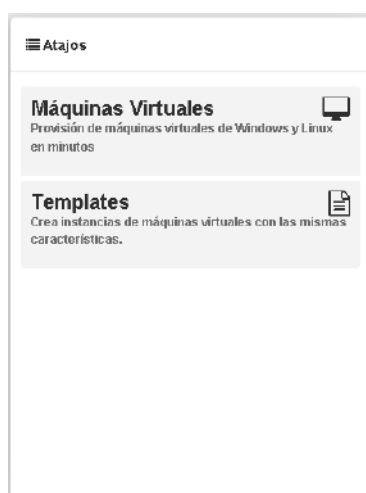 Atajos
Máquinas Virtuales
Provisión de máquinas virtuales de Windows y Linux
en minutos
Templates
Crea instancias de máquinas virtuales con las mismas
características.